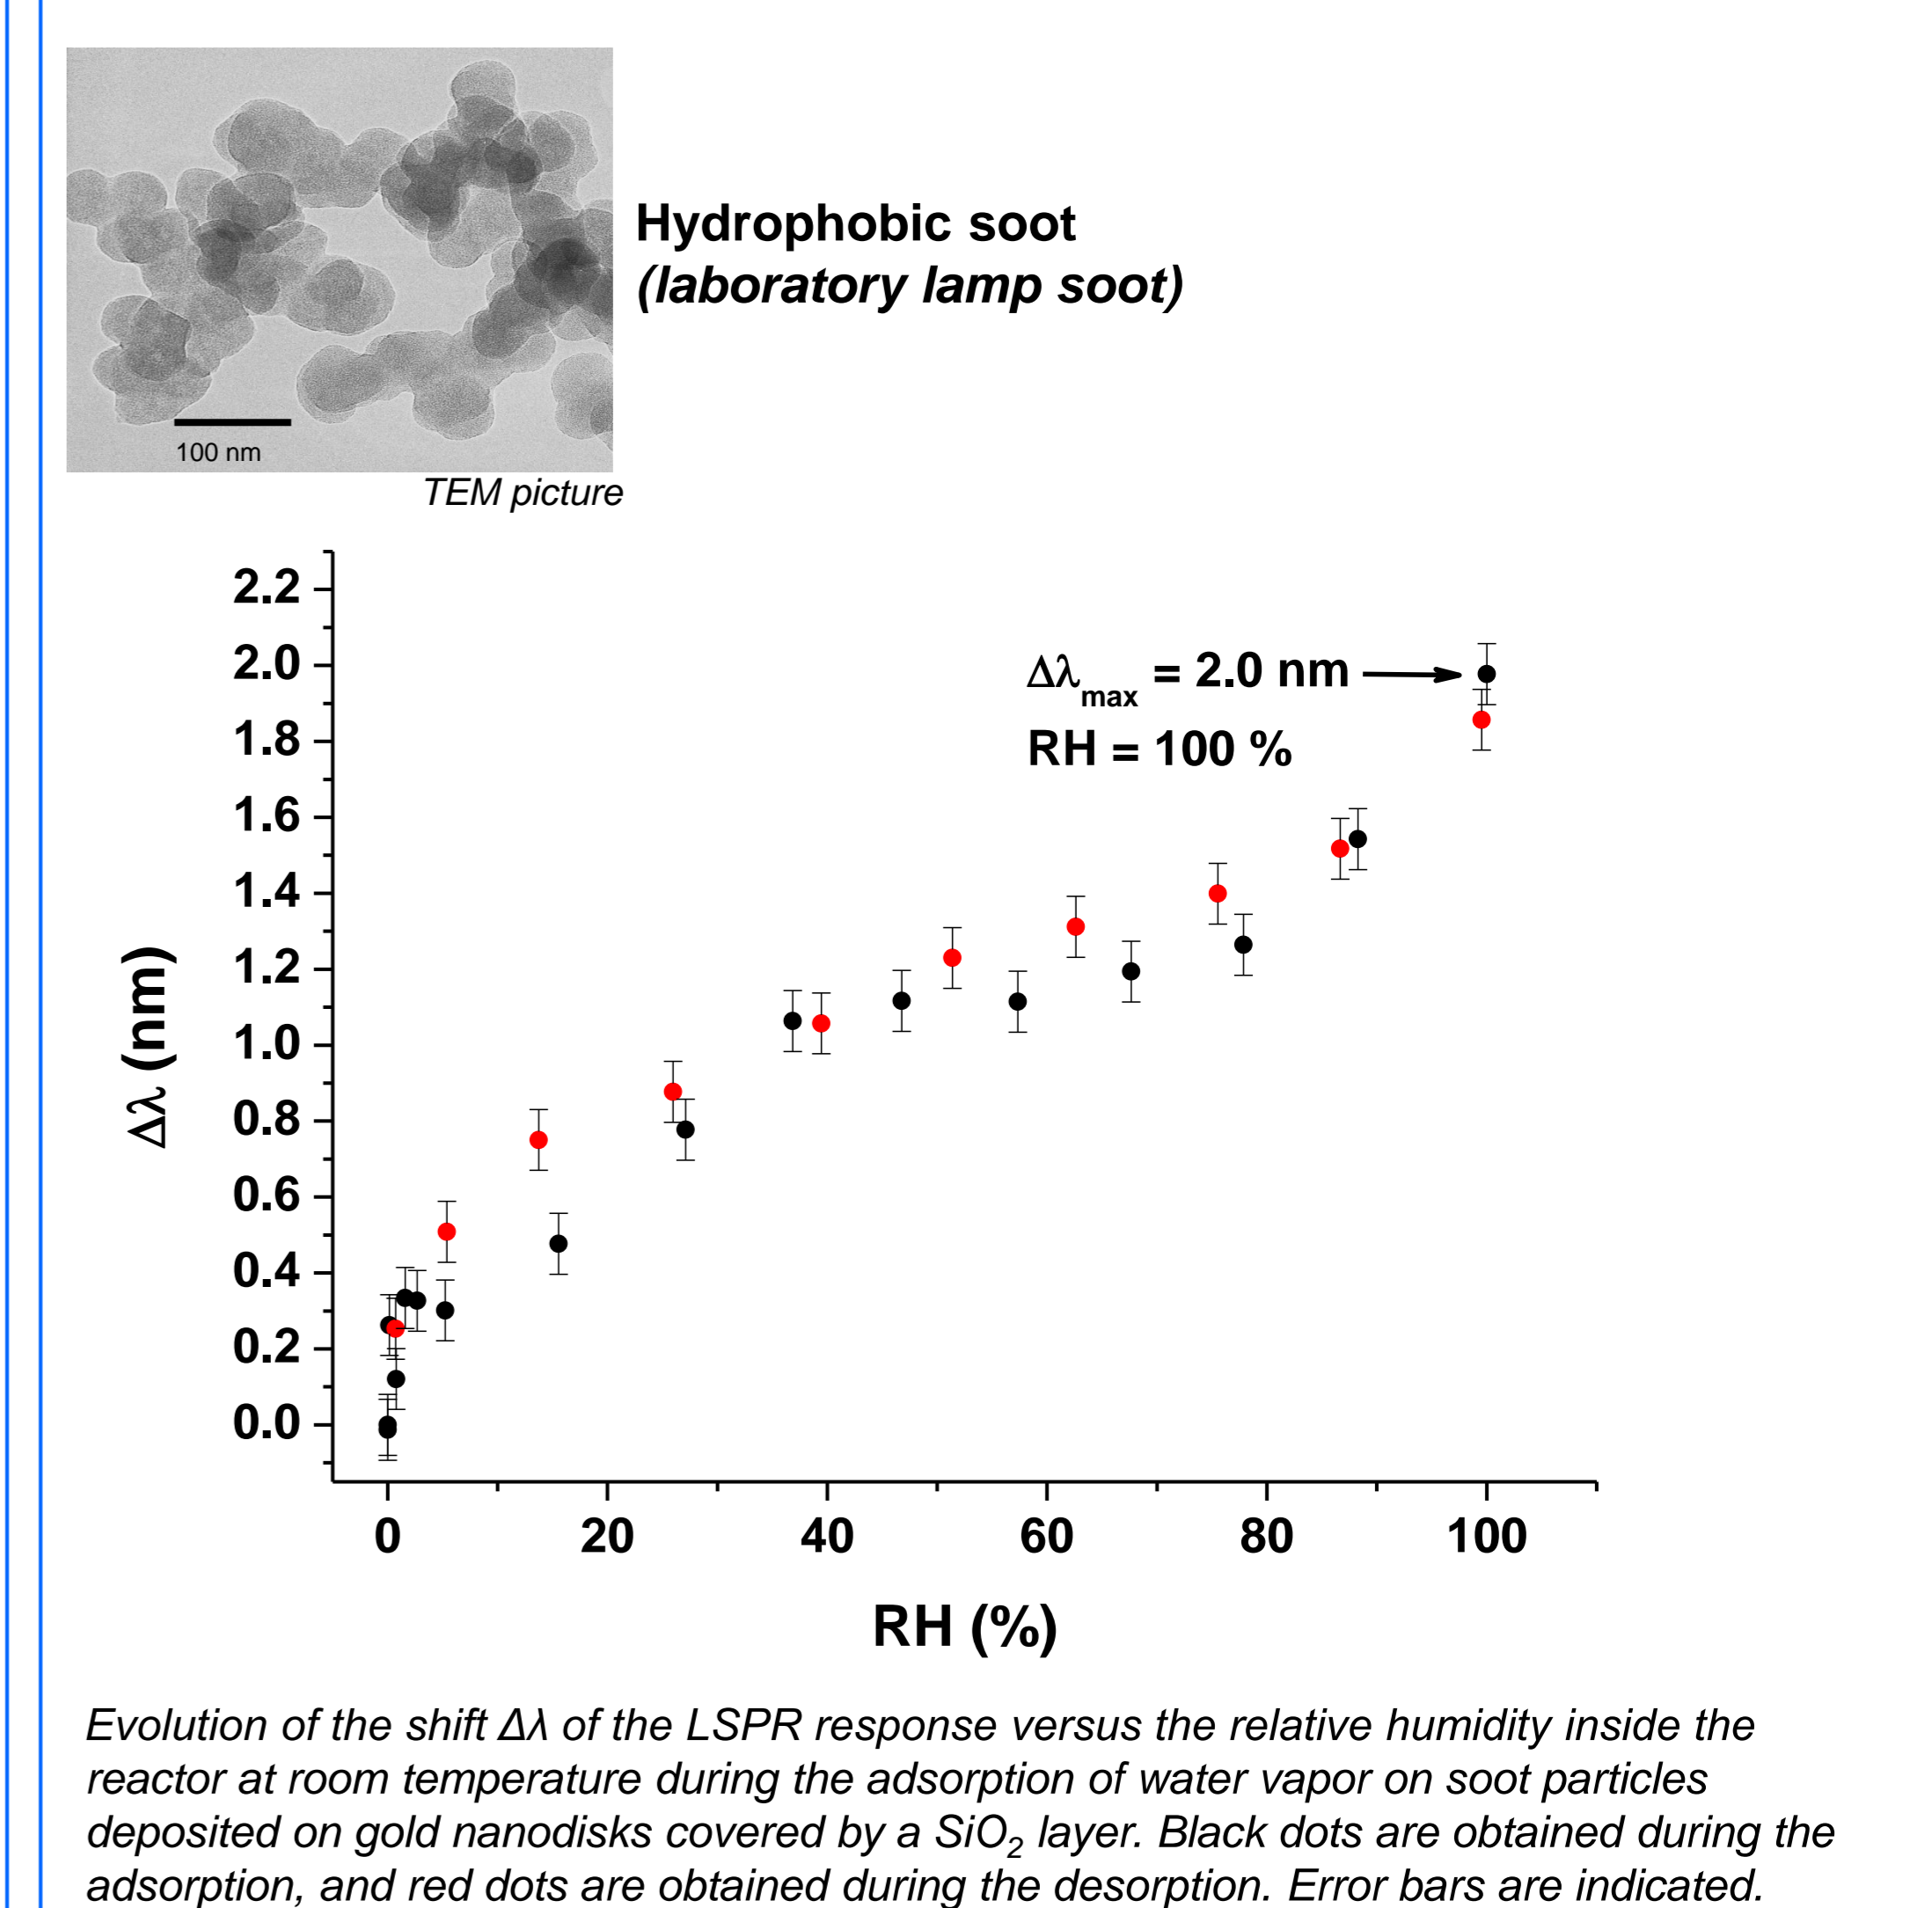 Hydrophobic soot
(laboratory lamp soot)
100 nm
TEM picture
2.2
2.0
1.8
1.6
1.4
1.2
1.0
0.8
0.6
0.4
0.2
0.0
Δλ (nm)
Δλmax = 2.0 nm
RH = 100 %
0 20 40 60 80 100
RH (%)
Evolution of the shift Δλ of the LSPR response versus the relative humidity inside the
reactor at room temperature during the adsorption of water vapor on soot particles
deposited on gold nanodisks covered by a SiO2 layer. Black dots are obtained during the
adsorption, and red dots are obtained during the desorption. Error bars are indicated.